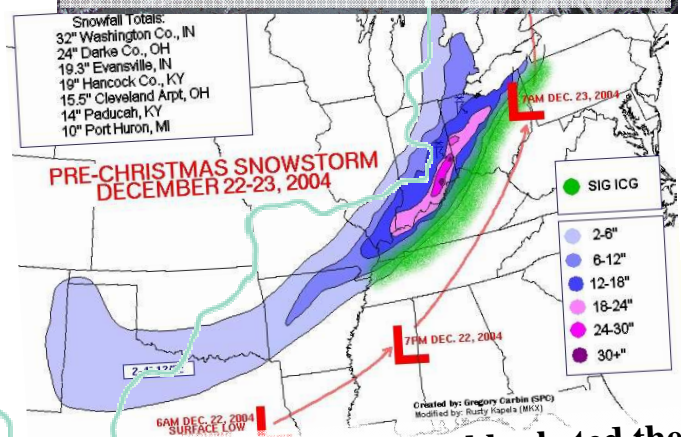 Snowfall Totals:
32" Washington Co., IN
24" Darke Co., OH
19.3" Evansville, IN
19" Hancock Co., KY
15.5" Cleveland Arpt, OH
14" Paducah, KY
10" Port Huron, MI
7AM DEC. 23, 2004
PRE-CHRISTMAS SNOWSTORM
DECEMBER 22-23, 2004
SIG ICG
2-6"
6-12"
12-18"
18-24"
24-30"
30+"
7PM DEC. 22, 2004
Created by: Gregory Carbin (SPC)
Modified by: Rusty Kapela (MKX)
6AM DEC. 22, 2004
SURFACE LOW
the